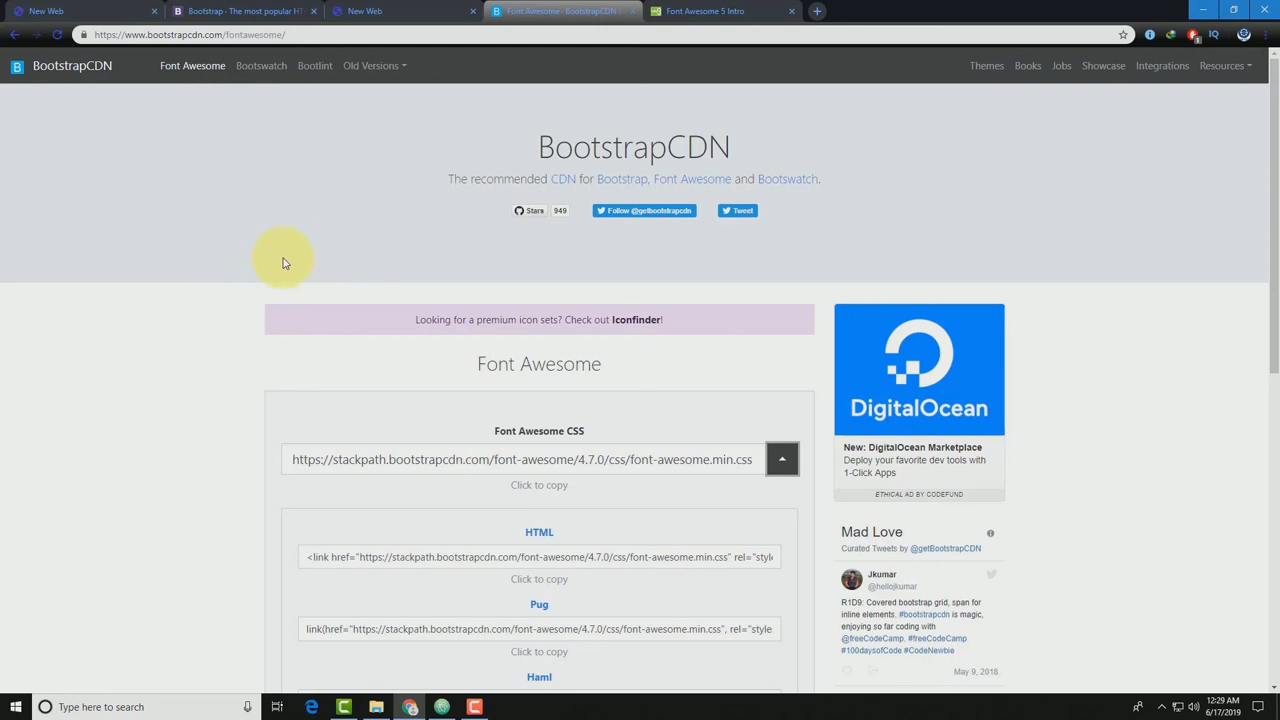 New Web
Bootstrap - The most popular HT
New Web
Font Awesome · BootstrapCDN
Font Awesome 5 Intro
https://www.bootstrapcdn.com/fontawesome/
BootstrapCDN
Font Awesome
Bootswatch
Bootlint
Old Versions
Themes
Books
Jobs
Showcase
Integrations
Resources
BootstrapCDN
The recommended CDN for Bootstrap, Font Awesome and Bootswatch.
Stars 949
Follow @getbootstrapcdn
Tweet
Looking for a premium icon sets? Check out Iconfinder!
Font Awesome
Font Awesome CSS
https://stackpath.bootstrapcdn.com/font-awesome/4.7.0/css/font-awesome.min.css
Click to copy
HTML
<link href="https://stackpath.bootstrapcdn.com/font-awesome/4.7.0/css/font-awesome.min.css" rel="style
Click to copy
Pug
link(href="https://stackpath.bootstrapcdn.com/font-awesome/4.7.0/css/font-awesome.min.css", rel="style
Click to copy
Haml
DigitalOcean
New: DigitalOcean Marketplace
Deploy your favorite dev tools with
1-Click Apps
ETHICAL AD BY CODEFUND
Mad Love
Curated Tweets by @getBootstrapCDN
Jkumar
@hellojkumar
R1D9: Covered bootstrap grid, span for
inline elements. #bootstrapcdn is magic,
enjoying so far coding with
@freeCodeCamp. #freeCodeCamp
#100daysofCode #CodeNewbie
May 9, 2018
Type here to search
12:29 AM
6/17/2019